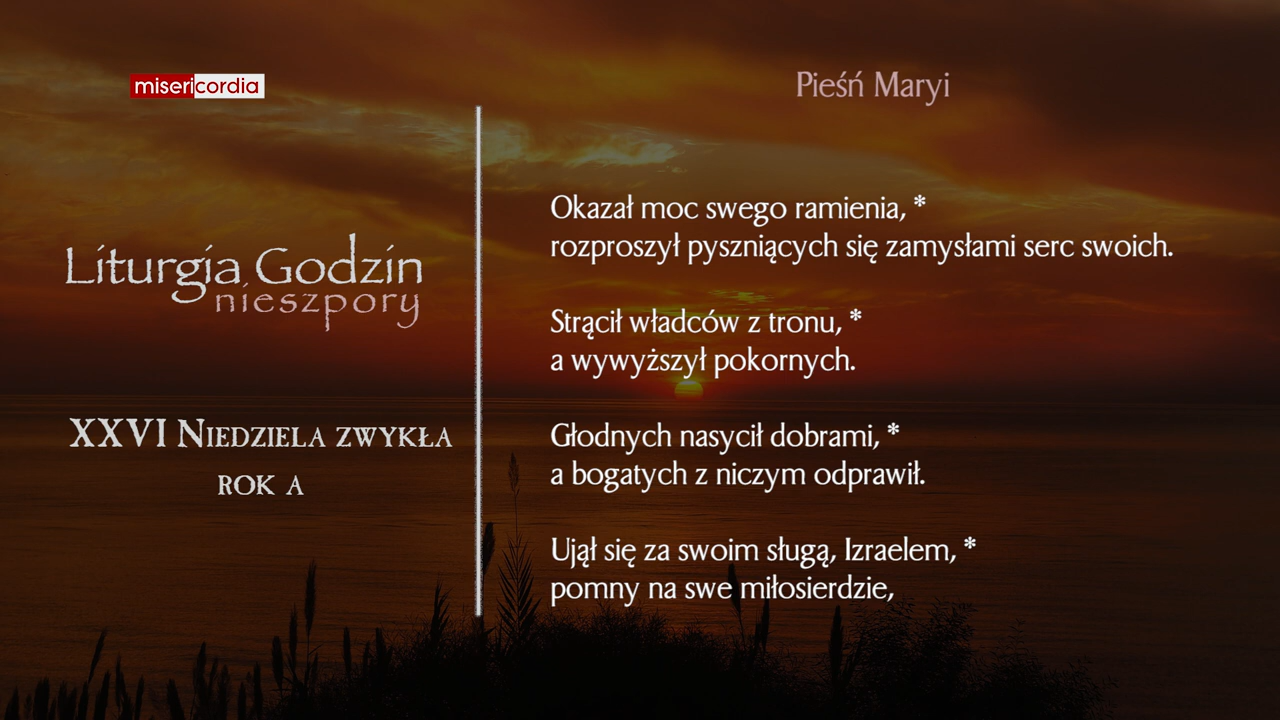 misericordia
Liturgia Godzin
nieszpory
XXVI Niedziela zwykła
rok a
Pieśń Maryi
Okazał moc swego ramienia, *
rozproszył pyszniących się zamysłami serc swoich.
Strącił władców z tronu, *
a wywyższył pokornych.
Głodnych nasycił dobrami, *
a bogatych z niczym odprawił.
Ujął się za swoim sługą, Izraelem, *
pomny na swe miłosierdzie,